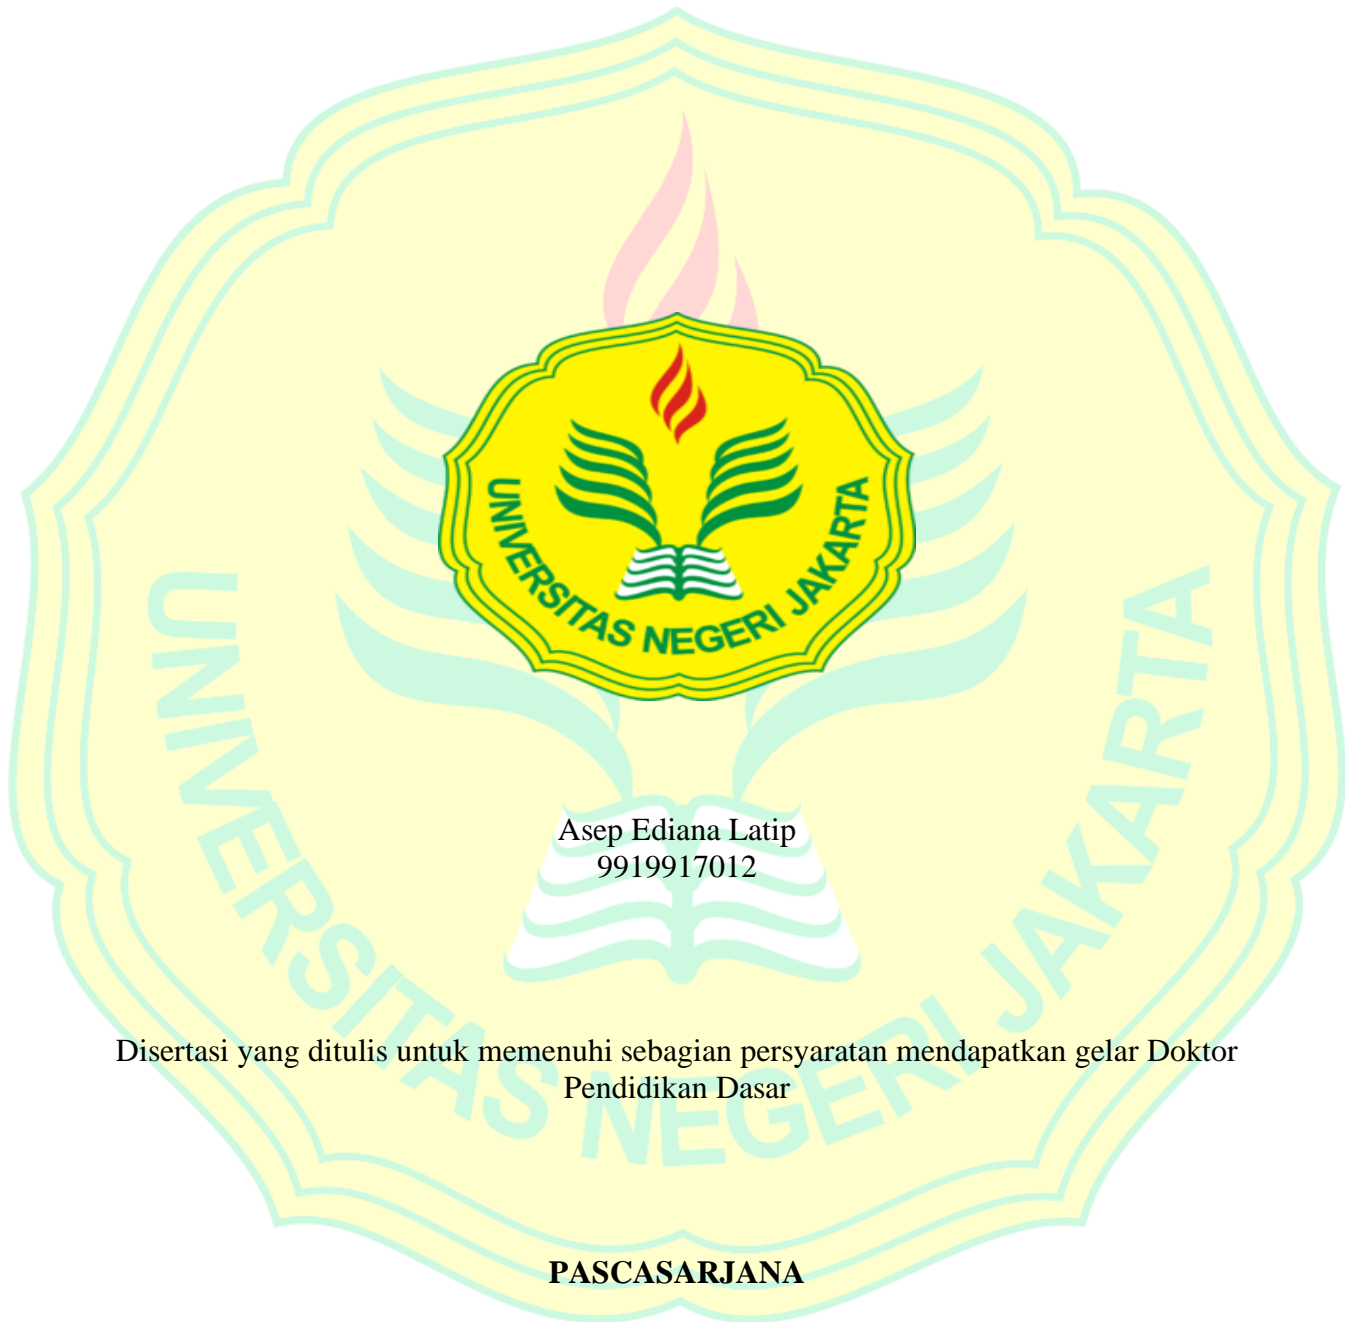 UNIVERSITAS NEGERI JAKARTA
UNIVERSITAS NEGERI JAKARTA
Asep Ediana Latip
9919917012
Disertasi yang ditulis untuk memenuhi sebagian persyaratan mendapatkan gelar Doktor
Pendidikan Dasar
PASCASARJANA